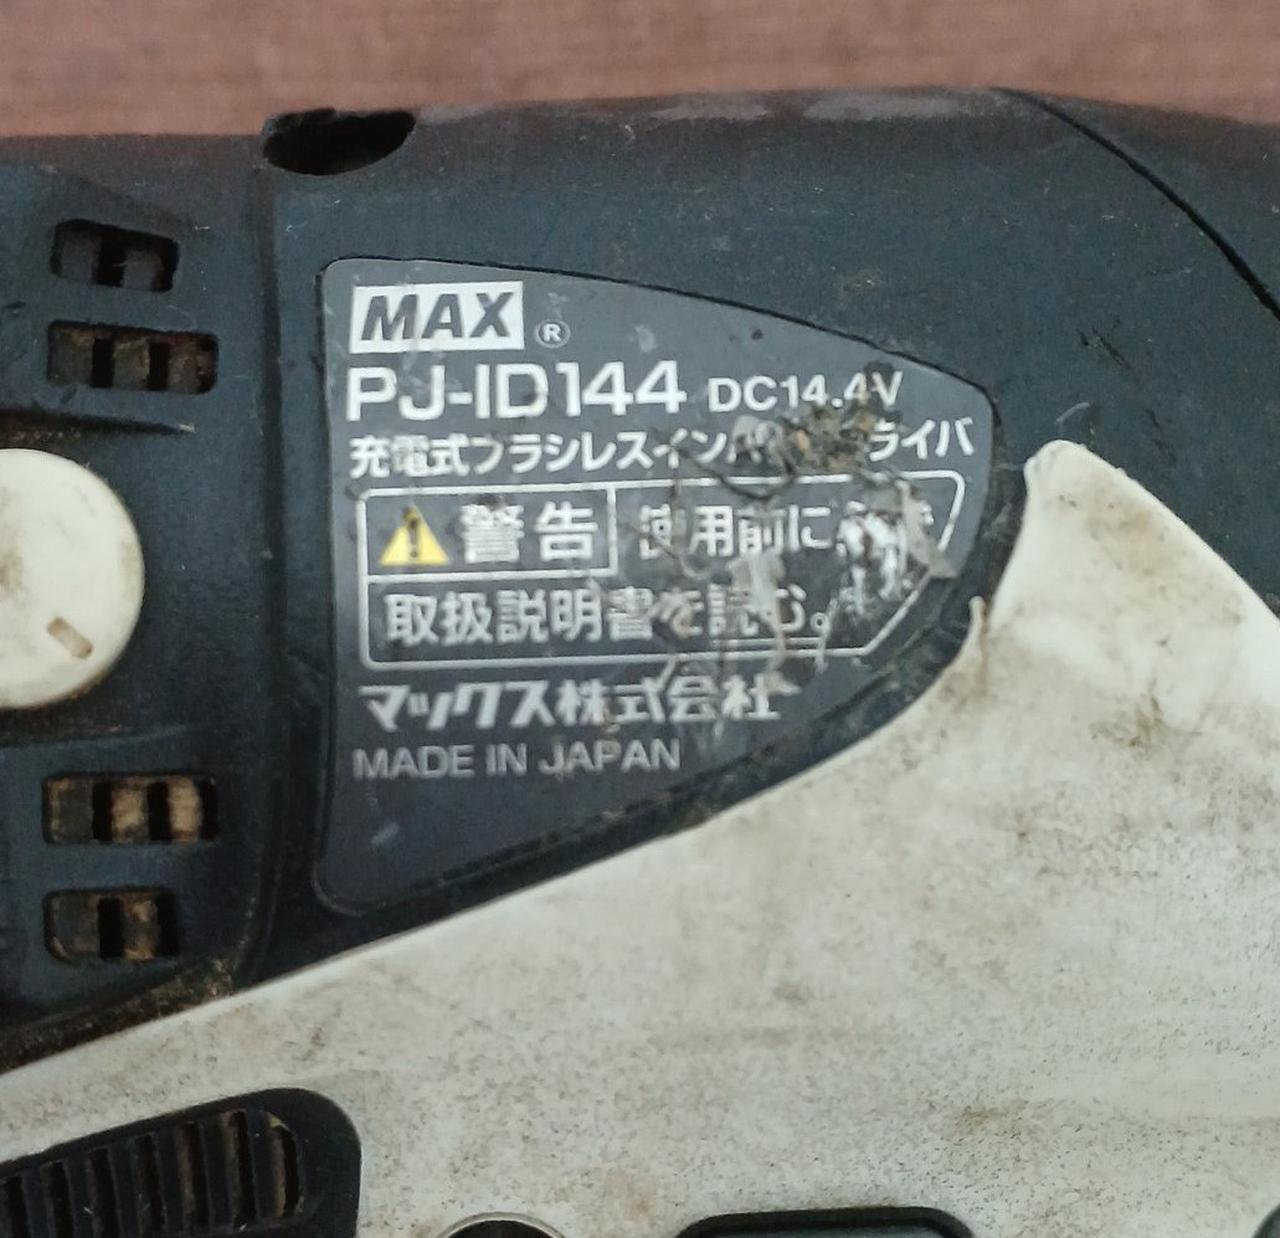 MAX ®
PJ-ID144 DC14.4V
充電式ブラシレスイン ライバ
警告 使用前に
取扱説明書を読む。
マックス株式会社
MADE IN JAPAN